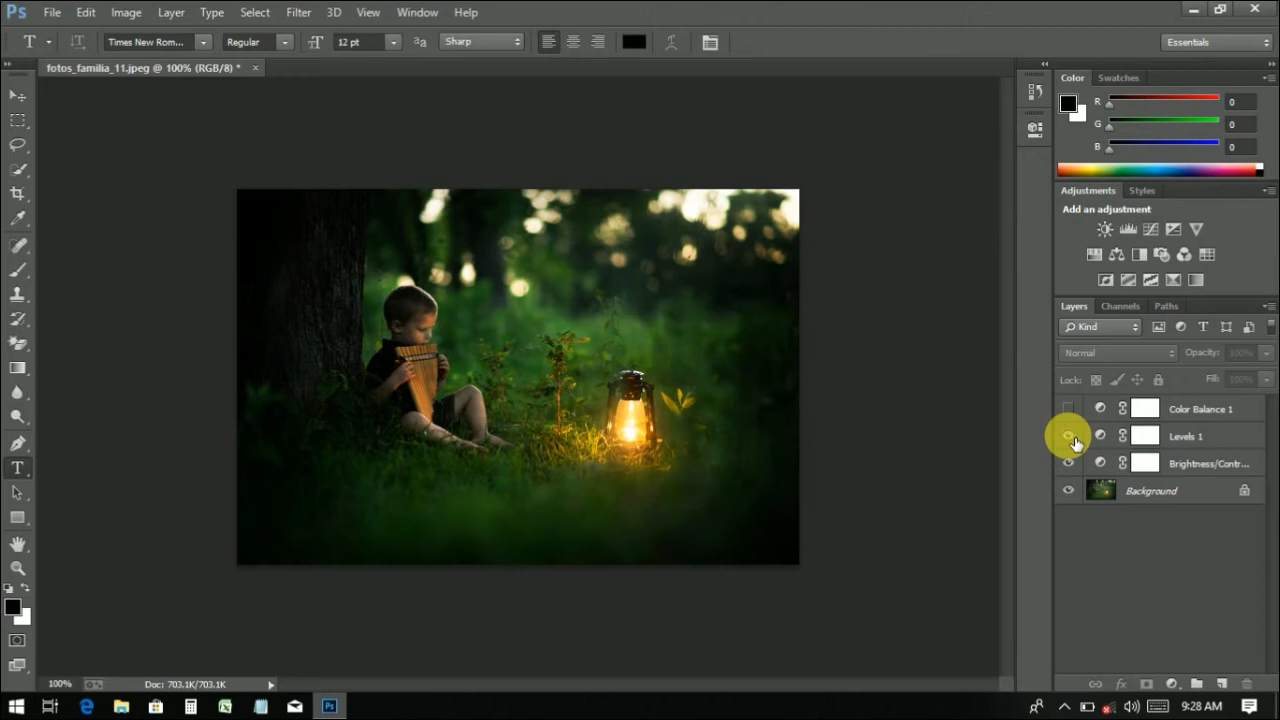 Ps File Edit Image Layer Type Select Filter 3D View Window Help
T Times New Rom... Regular 12 pt aa Sharp Essentials
fotos_familia_11.jpeg @ 100% (RGB/8) * ×
Color Swatches
R 0
G 0
B 0
Adjustments Styles
Add an adjustment
Layers Channels Paths
Kind
Normal Opacity: 100%
Lock: Fill: 100%
Color Balance 1
Levels 1
Brightness/Contr...
Background
100% Doc: 703.1K/703.1K
9:28 AM